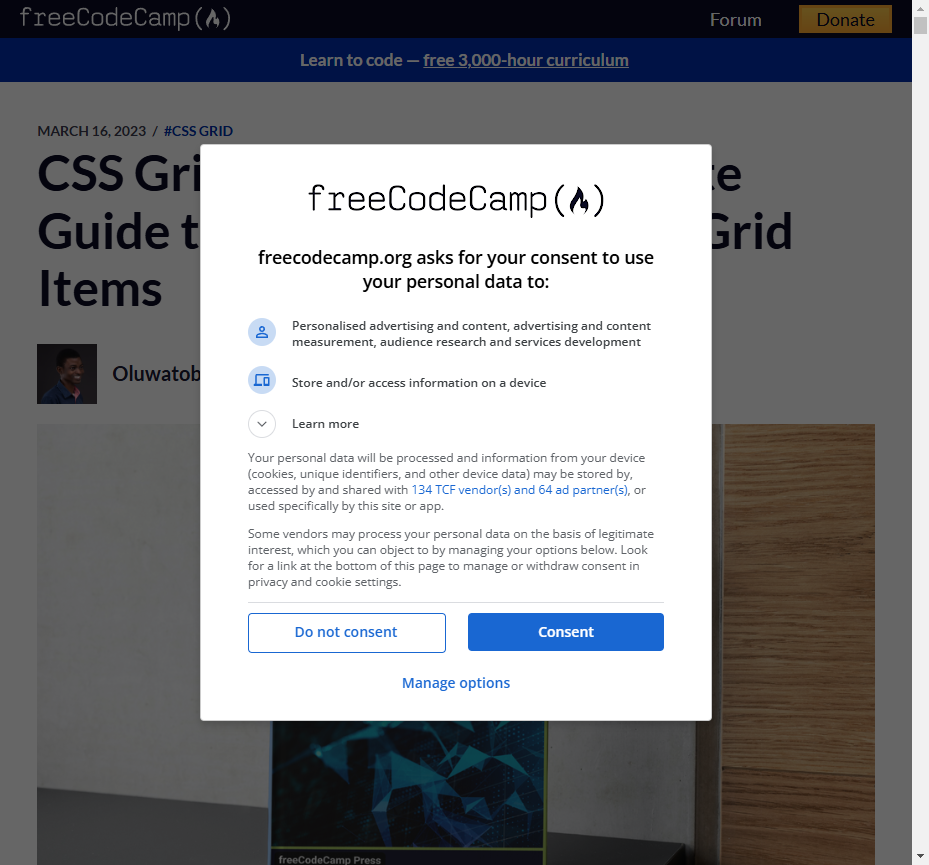 freeCodeCamp
Forum
Donate
Learn to code — free 3,000-hour curriculum
MARCH 16, 2023 / #CSS GRID
CSS
Guide
Grid
Items
freeCodeCamp
freecodecamp.org asks for your consent to use
your personal data to:
Personalised advertising and content, advertising and content
measurement, audience research and services development
Store and/or access information on a device
Learn more
Your personal data will be processed and information from your device
(cookies, unique identifiers, and other device data) may be stored by,
accessed by and shared with 134 TCF vendor(s) and 64 ad partner(s), or
used specifically by this site or app.
Some vendors may process your personal data on the basis of legitimate
interest, which you can object to by managing your options below. Look
for a link at the bottom of this page to manage or withdraw consent in
privacy and cookie settings.
Do not consent
Consent
Manage options
freeCodeCamp Press